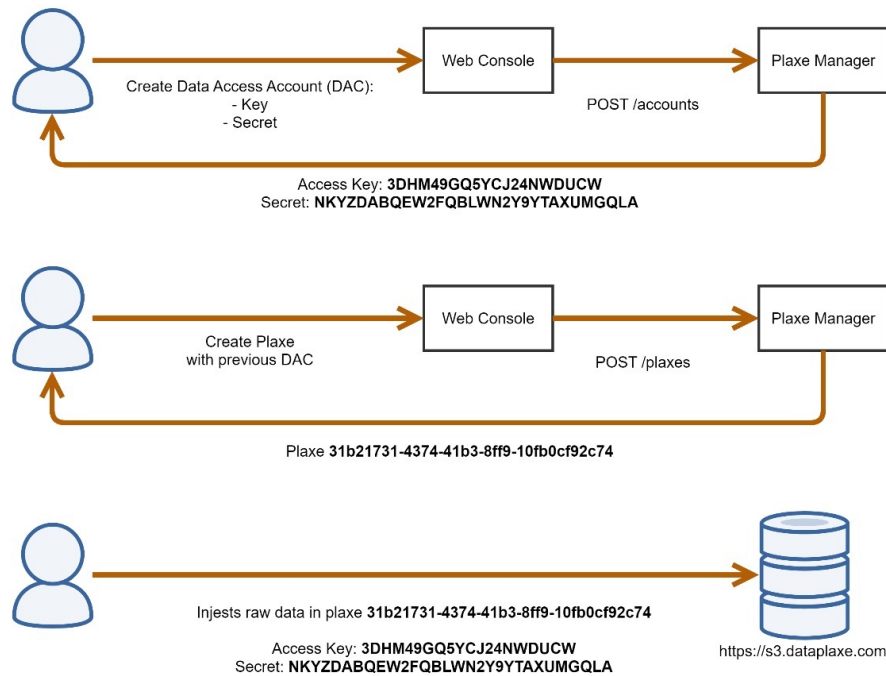 Web Console
Plaxe Manager
Create Data Access Account (DAC):
- Key
- Secret
POST /accounts
Access Key: 3DHM49GQ5YCJ24NWDUCW
Secret: NKYZDABQEW2FQBLWN2Y9YTAXUMGQLA
Web Console
Plaxe Manager
Create Plaxe
with previous DAC
POST /plaxes
Plaxe 31b21731-4374-41b3-8ff9-10fb0cf92c74
Injests raw data in plaxe 31b21731-4374-41b3-8ff9-10fb0cf92c74
Access Key: 3DHM49GQ5YCJ24NWDUCW
Secret: NKYZDABQEW2FQBLWN2Y9YTAXUMGQLA
https://s3.dataplaxe.com